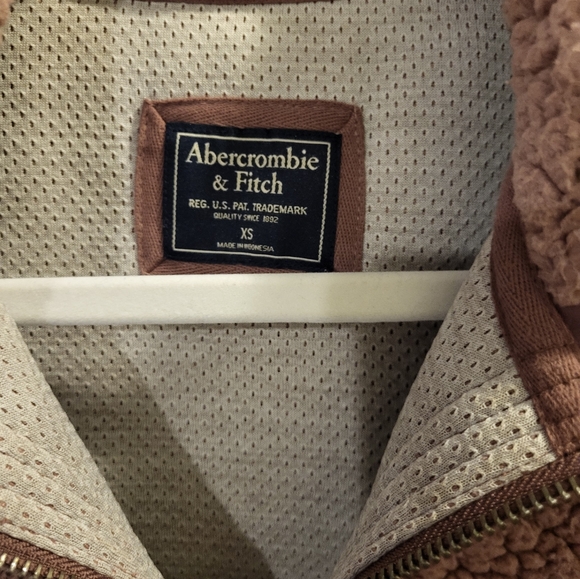 Abercrombie
& Fitch
REG. U.S. PAT. TRADEMARK
QUALITY SINCE 1892
XS
MADE IN INDONESIA